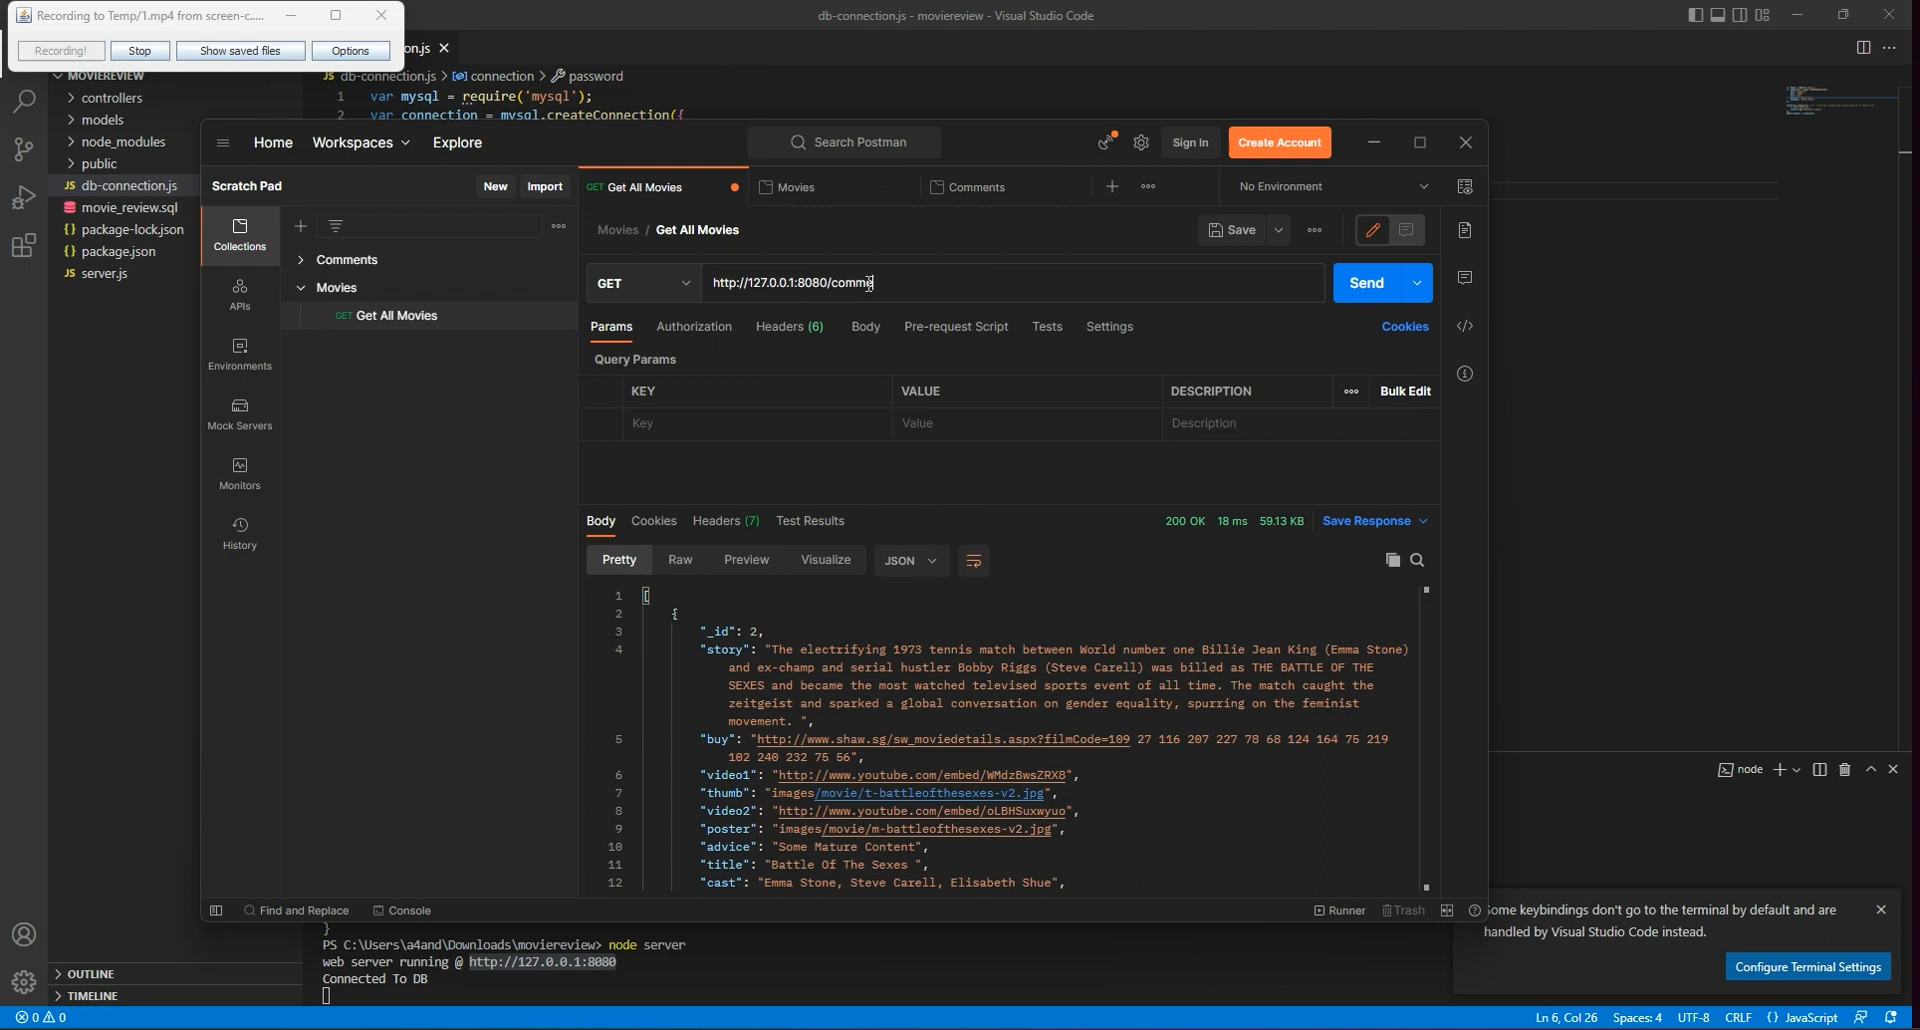 Recording to Temp/1.mp4 from screen-c.....
db-connection.js - moviereview - Visual Studio Code
Recording! Stop Show saved files Options
on.js
MOVIEREVIEW
JS db-connection.js > connection > password
controllers
models
node_modules
public
JS db-connection.js
movie_review.sql
{} package-lock.json
{} package.json
JS server.js
1 var mysql = require('mysql');
2 var connection = mysql.createConnection({
Home Workspaces Explore
Search Postman
Sign In Create Account
Scratch Pad New Import
GET Get All Movies Movies Comments
No Environment
Collections
APIs
Environments
Mock Servers
Monitors
History
Comments
Movies
GET Get All Movies
Movies / Get All Movies
Save
GET http://127.0.0.1:8080/comme Send
Params Authorization Headers (6) Body Pre-request Script Tests Settings Cookies
Query Params
KEY VALUE DESCRIPTION Bulk Edit
Key Value Description
Body Cookies Headers (7) Test Results 200 OK 18 ms 59.13 KB Save Response
Pretty Raw Preview Visualize JSON
1 [
2 {
3 "_id": 2,
4 "story": "The electrifying 1973 tennis match between World number one Billie Jean King (Emma Stone)
and ex-champ and serial hustler Bobby Riggs (Steve Carell) was billed as THE BATTLE OF THE
SEXES and became the most watched televised sports event of all time. The match caught the
zeitgeist and sparked a global conversation on gender equality, spurring on the feminist
movement. ",
5 "buy": "http://www.shaw.sg/sw_moviedetails.aspx?filmCode=109 27 116 207 227 78 68 124 164 75 219
102 240 232 75 56",
6 "video1": "http://www.youtube.com/embed/WMdzBwsZRX8",
7 "thumb": "images/movie/t-battleofthesexes-v2.jpg",
8 "video2": "http://www.youtube.com/embed/oLBHSuxwyuo",
9 "poster": "images/movie/m-battleofthesexes-v2.jpg",
10 "advice": "Some Mature Content",
11 "title": "Battle Of The Sexes ",
12 "cast": "Emma Stone, Steve Carell, Elisabeth Shue",
Find and Replace Console
Runner Trash
node
ome keybindings don't go to the terminal by default and are
handled by Visual Studio Code instead.
Configure Terminal Settings
}
PS C:\Users\a4and\Downloads\moviereview> node server
web server running @ http://127.0.0.1:8080
Connected To DB
OUTLINE
TIMELINE
0 0
Ln 6, Col 26 Spaces: 4 UTF-8 CRLF {} JavaScript